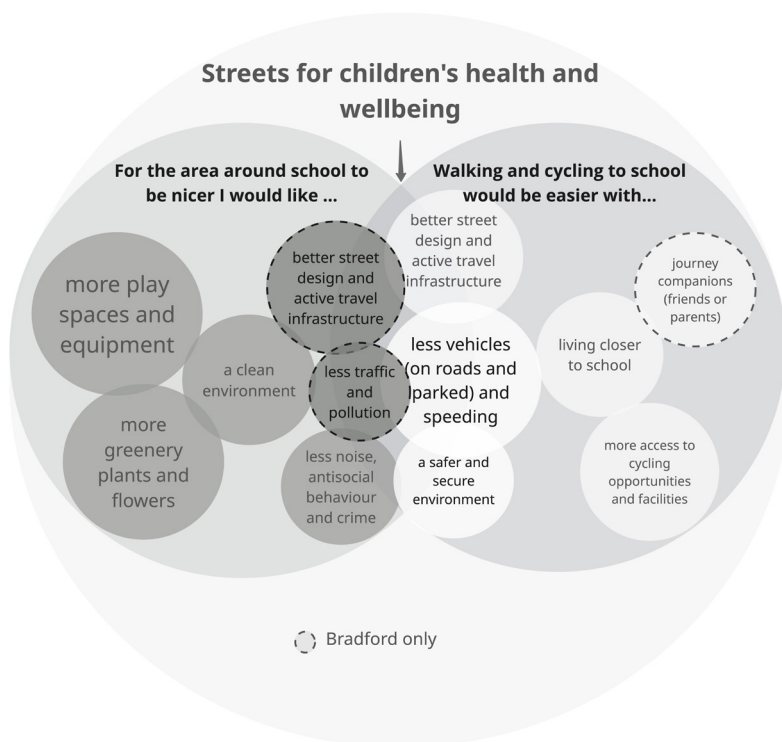 Streets for children's health and
wellbeing
For the area around school to
be nicer I would like ...
Walking and cycling to school
would be easier with...
more play
spaces and
equipment
a clean
environment
more
greenery
plants and
flowers
better street
design and
active travel
infrastructure
less traffic
and
pollution
less noise,
antisocial
behaviour
and crime
better street
design and
active travel
infrastructure
less vehicles
(on roads and
parked) and
speeding
a safer and
secure
environment
living closer
to school
journey
companions
(friends or
parents)
more access to
cycling
opportunities
and facilities
Bradford only